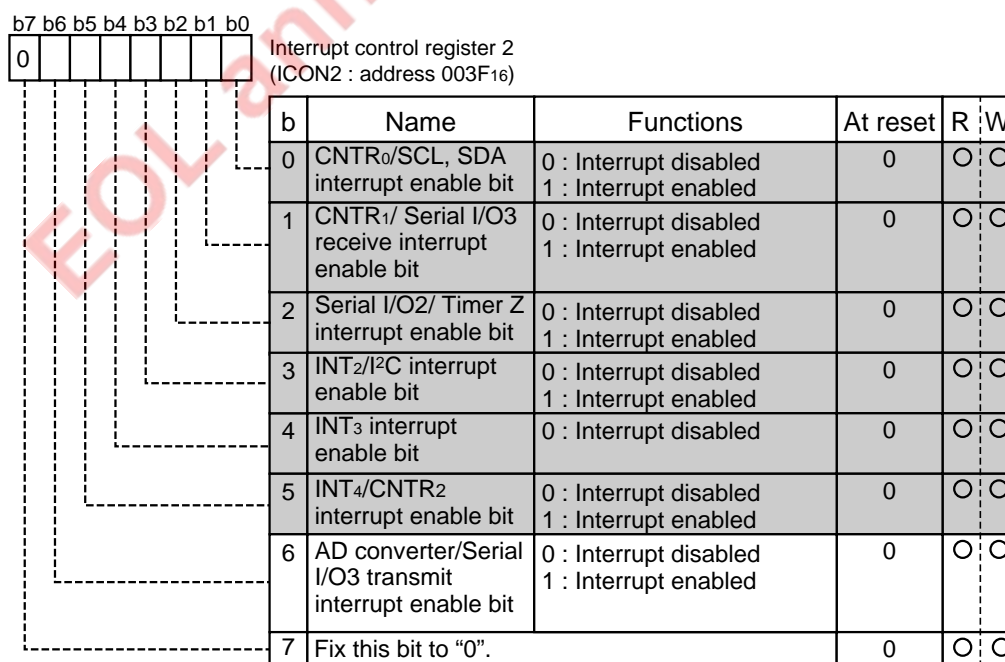 b7 b6 b5 b4 b3 b2 b1 b0
0
Interrupt control register 2
(ICON2 : address 003F16)
b Name Functions At reset R W
0 CNTR0/SCL, SDA interrupt enable bit 0 : Interrupt disabled 1 : Interrupt enabled 0
1 CNTR1/ Serial I/O3 receive interrupt enable bit 0 : Interrupt disabled 1 : Interrupt enabled 0
2 Serial I/O2/ Timer Z interrupt enable bit 0 : Interrupt disabled 1 : Interrupt enabled 0
3 INT2/I2C interrupt enable bit 0 : Interrupt disabled 1 : Interrupt enabled 0
4 INT3 interrupt enable bit 0 : Interrupt disabled 0
5 INT4/CNTR2 interrupt enable bit 0 : Interrupt disabled 1 : Interrupt enabled 0
6 AD converter/Serial I/O3 transmit interrupt enable bit 0 : Interrupt disabled 1 : Interrupt enabled 0
7 Fix this bit to “0”. 0
EOL